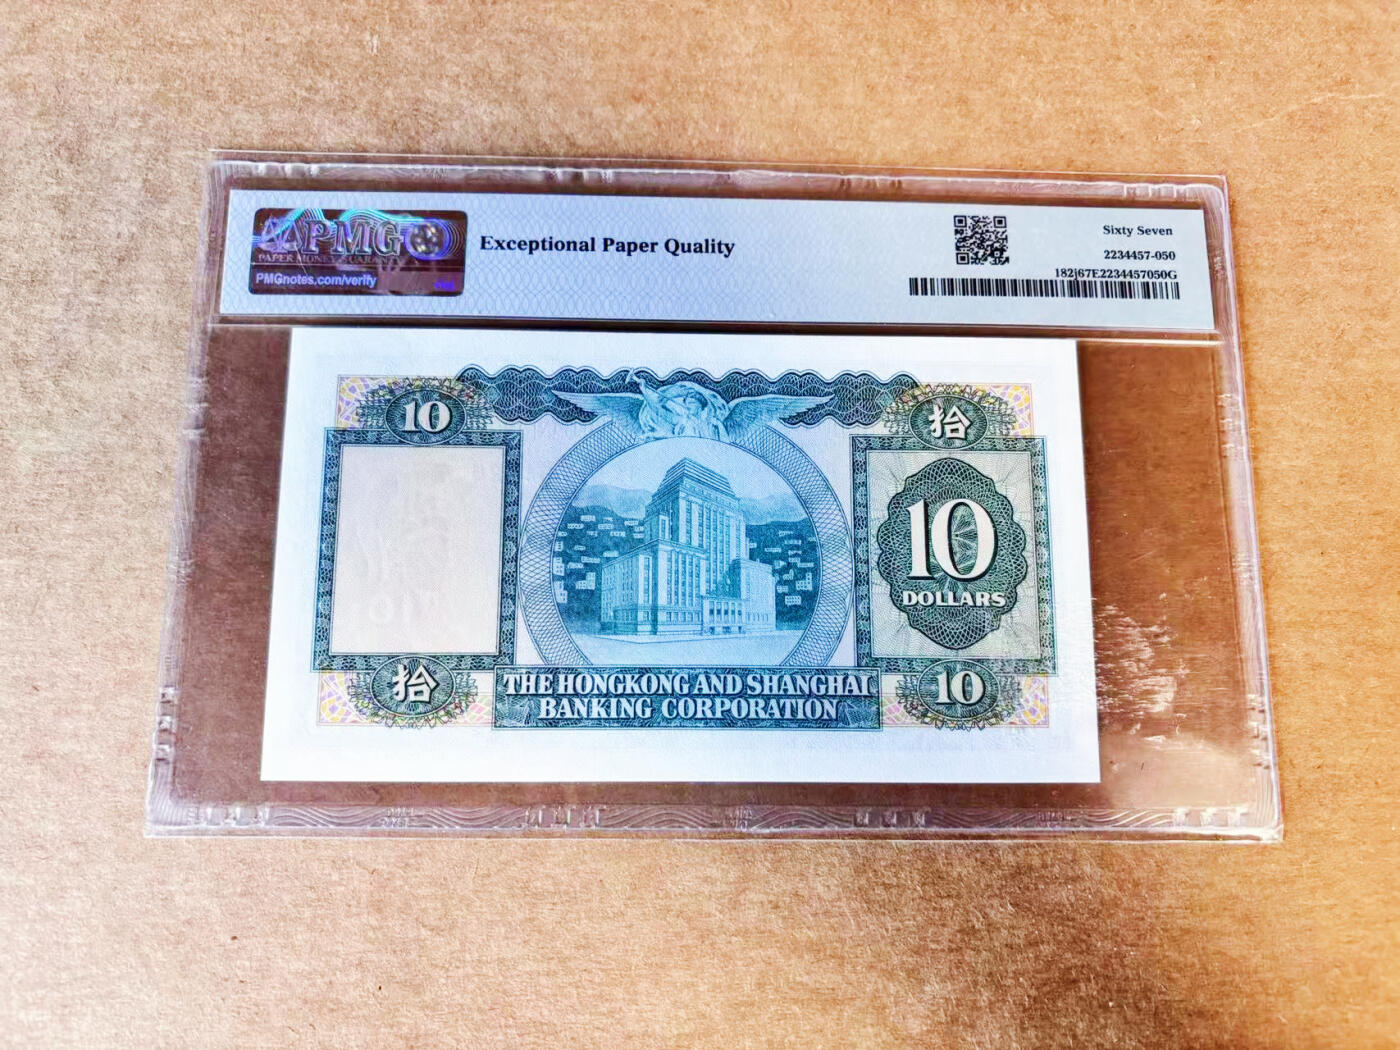 PMG
PAPER MONEY GUARANTY
PMGnotes.com/verify
Exceptional Paper Quality
Sixty Seven
2234457-050
182j67E2234457050G
10
拾
10
DOLLARS
拾
THE HONGKONG AND SHANGHAI
BANKING CORPORATION
10